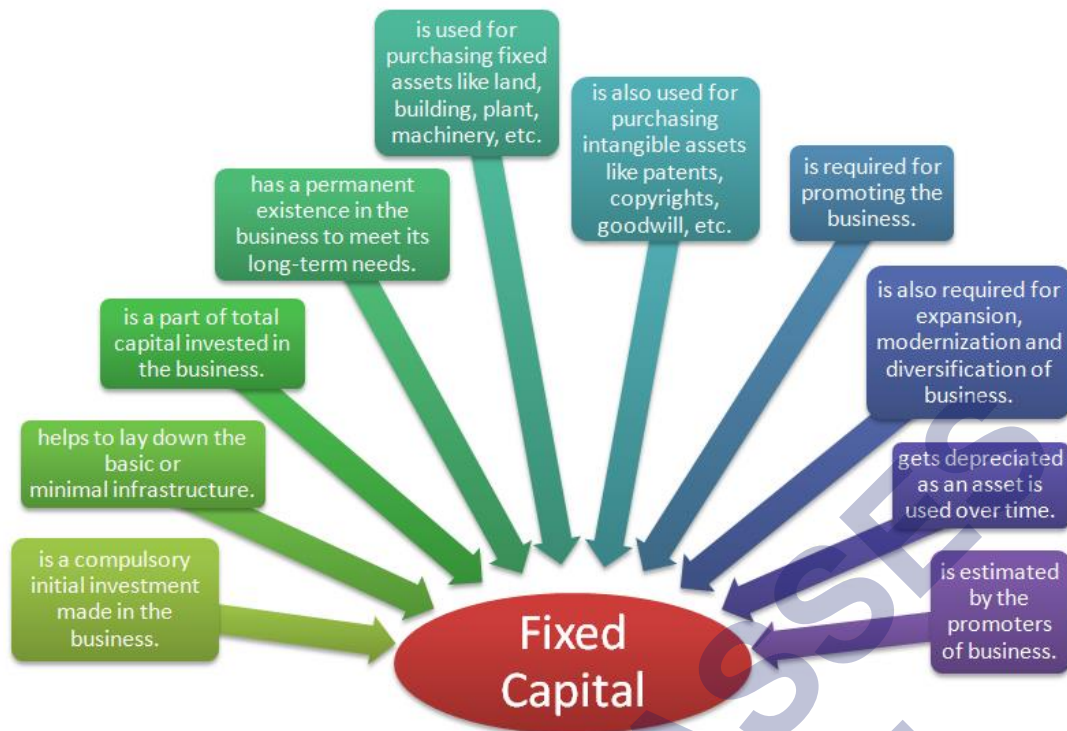 is a compulsory
initial investment
made in the
business.
helps to lay down the
basic or
minimal infrastructure.
is a part of total
capital invested in
the business.
has a permanent
existence in the
business to meet its
long-term needs.
is used for
purchasing fixed
assets like land,
building, plant,
machinery, etc.
is also used for
purchasing
intangible assets
like patents,
copyrights,
goodwill, etc.
is required for
promoting the
business.
is also required for
expansion,
modernization and
diversification of
business.
gets depreciated
as an asset is
used over time.
is estimated
by the
promoters
of business.
Fixed
Capital